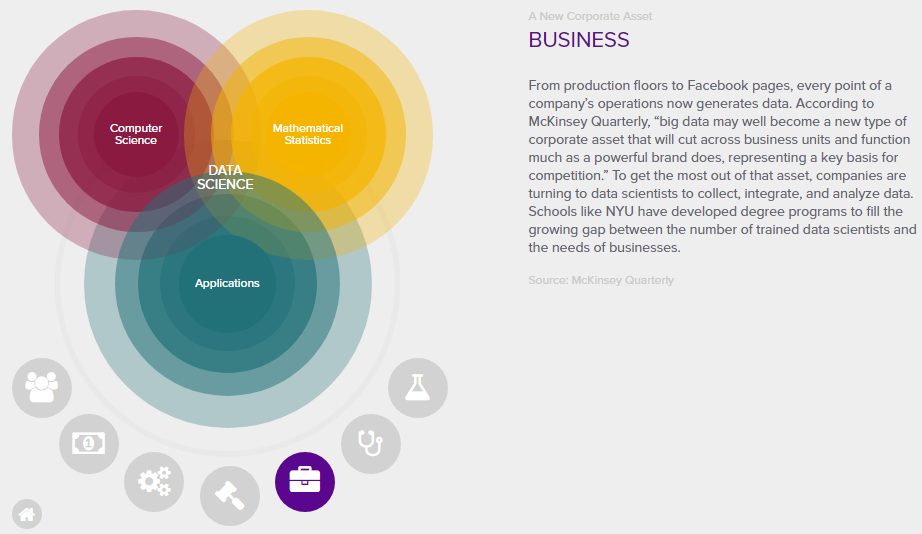 Computer
Science
Mathematical
Statistics
DATA
SCIENCE
Applications
1
A New Corporate Asset
BUSINESS
From production floors to Facebook pages, every point of a
company’s operations now generates data. According to
McKinsey Quarterly, “big data may well become a new type of
corporate asset that will cut across business units and function
much as a powerful brand does, representing a key basis for
competition.” To get the most out of that asset, companies are
turning to data scientists to collect, integrate, and analyze data.
Schools like NYU have developed degree programs to fill the
growing gap between the number of trained data scientists and
the needs of businesses.
Source: McKinsey Quarterly